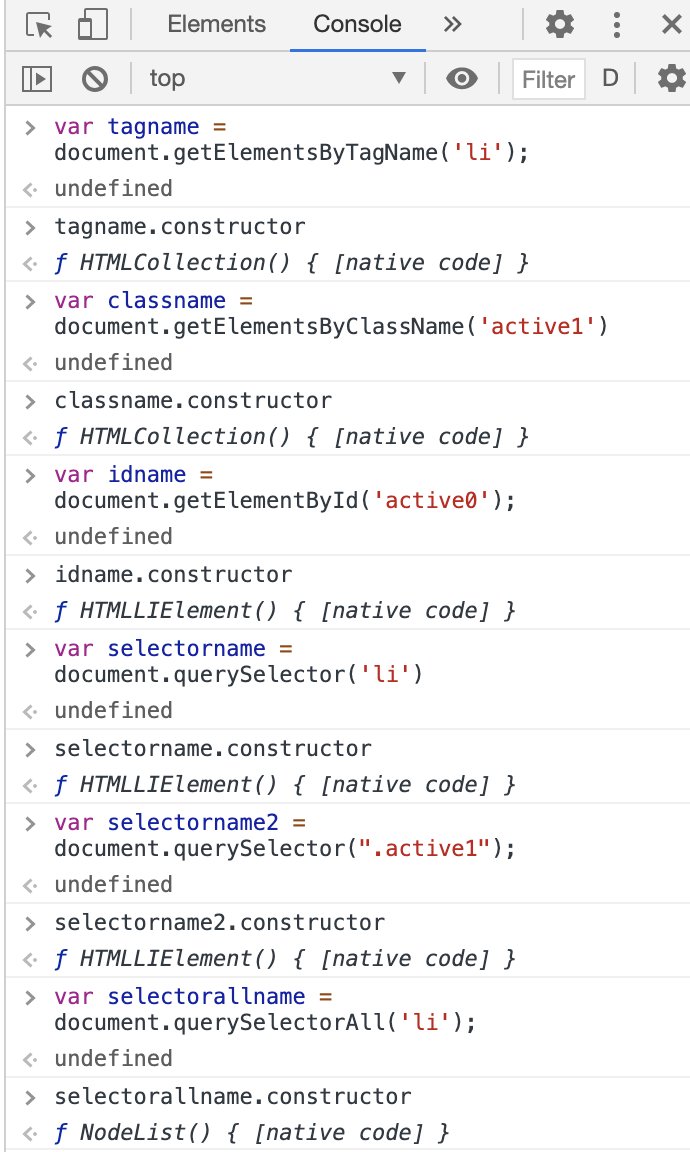 Elements Console
top Filter D
var tagname =
document.getElementsByTagName('li');
undefined
tagname.constructor
ƒ HTMLCollection() { [native code] }
var classname =
document.getElementsByClassName('active1')
undefined
classname.constructor
ƒ HTMLCollection() { [native code] }
var idname =
document.getElementById('active0');
undefined
idname.constructor
ƒ HTMLLIElement() { [native code] }
var selectorname =
document.querySelector('li')
undefined
selectorname.constructor
ƒ HTMLLIElement() { [native code] }
var selectorname2 =
document.querySelector(".active1");
undefined
selectorname2.constructor
ƒ HTMLLIElement() { [native code] }
var selectorallname =
document.querySelectorAll('li');
undefined
selectorallname.constructor
ƒ NodeList() { [native code] }